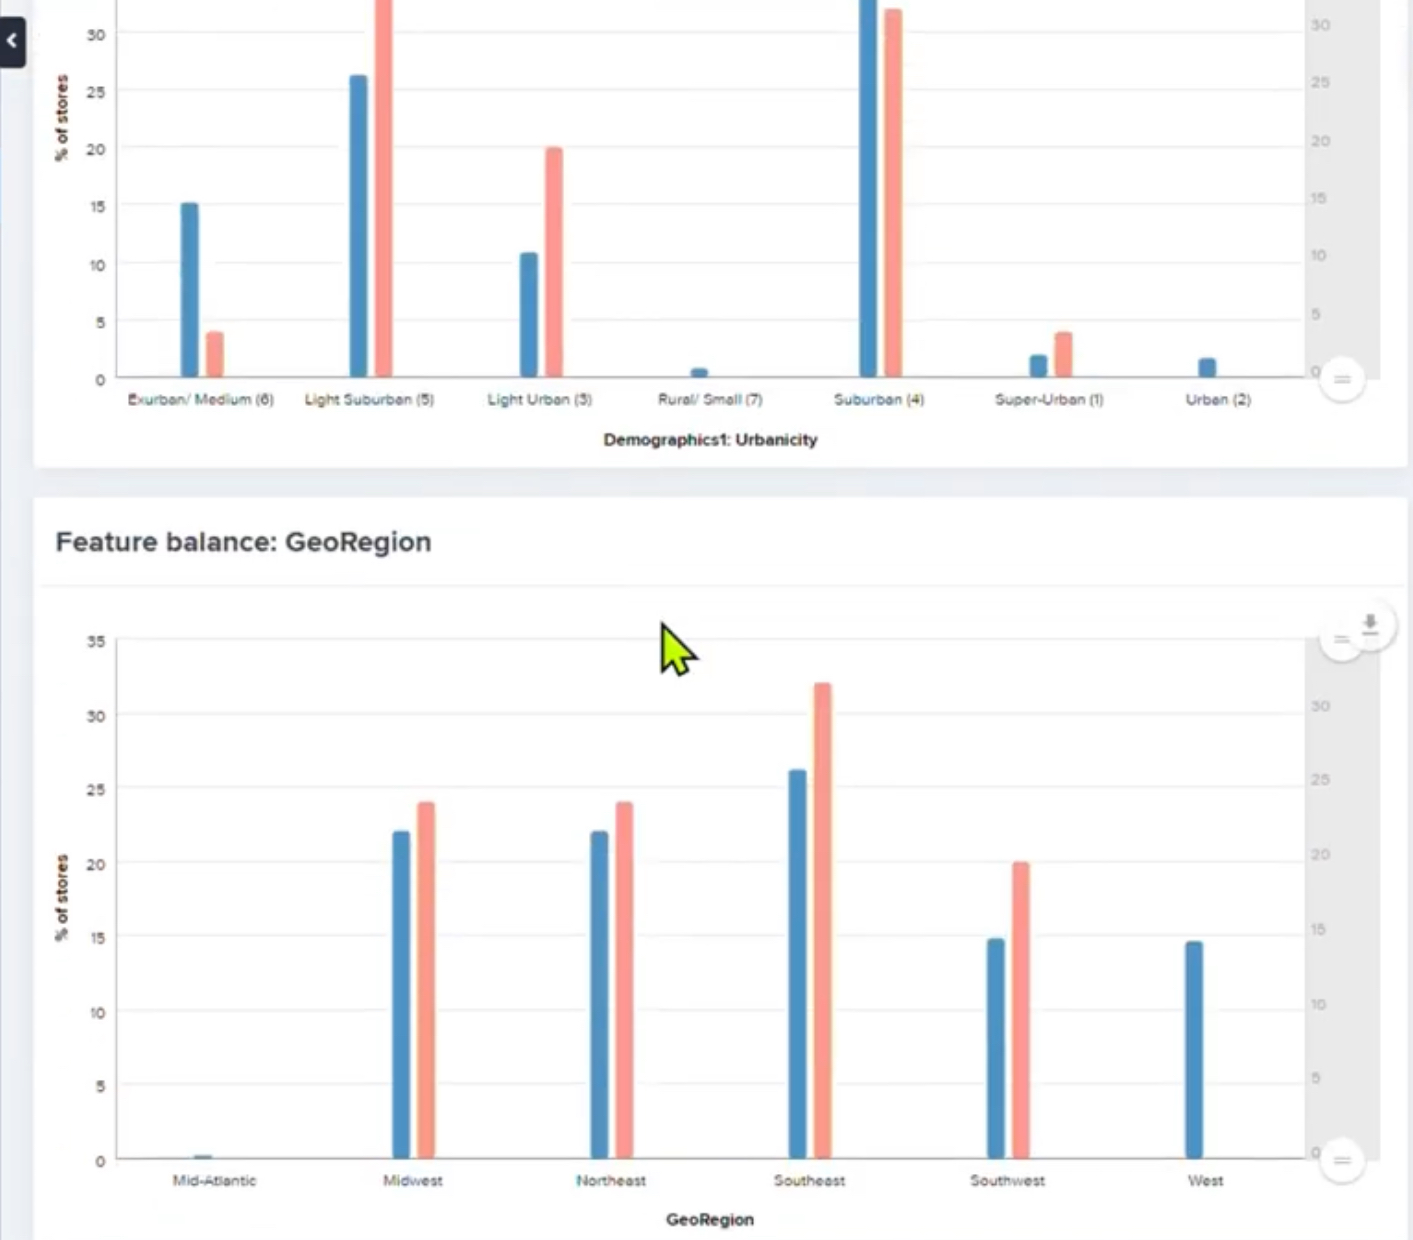 30
30
25
25
20
20
15
15
10
10
5
5
0
0
% of stores
Exurban/ Medium (6)
Light Suburban (5)
Light Urban (3)
Rural/ Small (7)
Suburban (4)
Super-Urban (1)
Urban (2)
Demographics1: Urbanicity
Feature balance: GeoRegion
35
30
30
25
25
20
20
15
15
10
10
5
5
0
0
% of stores
Mid-Atlantic
Midwest
Northeast
Southeast
Southwest
West
GeoRegion